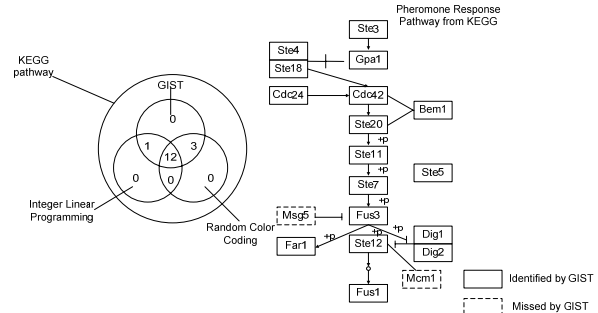 Pheromone Response
Pathway from KEGG
KEGG
pathway
GIST
0
1
3
12
0
0
0
Integer Linear
Programming
Random Color
Coding
Ste3
Ste4
Gpa1
Ste18
Cdc24
Cdc42
Bem1
Ste20
+p
Ste11
+p
Ste5
Ste7
+p
Msg5
Fus3
+p
+p
+p
Dig1
Far1
Ste12
Dig2
Mcm1
Fus1
Identified by GIST
Missed by GIST